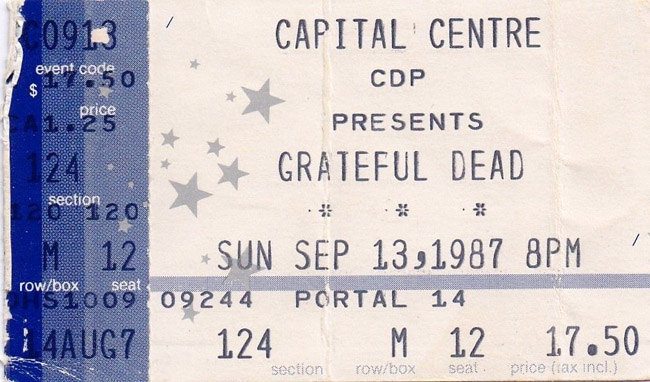 C0913
event code
$ 17.50
price
CA1.25
124
section
120 120
M 12
row/box seat
HS1009
14AUG7
CAPITAL CENTRE
CDP
PRESENTS
GRATEFUL DEAD
* * *
SUN SEP 13,1987 8PM
09244 PORTAL 14
124 M 12 17.50
section row/box seat price (tax incl.)